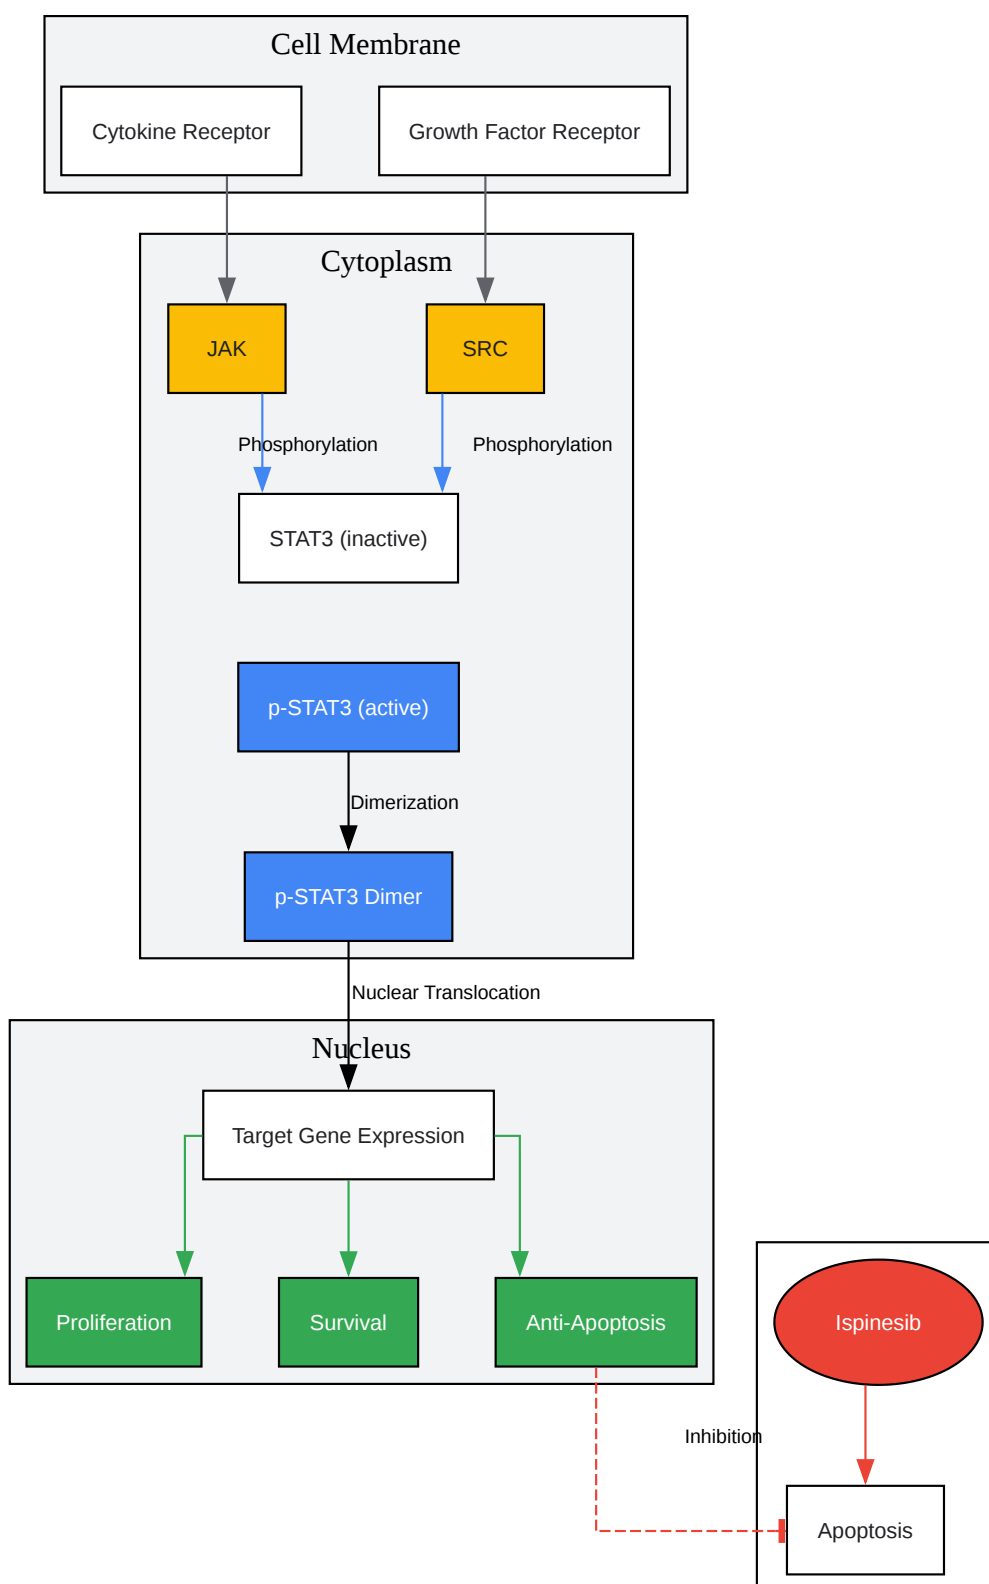 Cell Membrane
Cytokine Receptor
Growth Factor Receptor
Cytoplasm
JAK
SRC
Phosphorylation
Phosphorylation
STAT3 (inactive)
p-STAT3 (active)
Dimerization
p-STAT3 Dimer
Nuclear Translocation
Nucleus
Target Gene Expression
Proliferation
Survival
Anti-Apoptosis
Ispinesib
Inhibition
Apoptosis